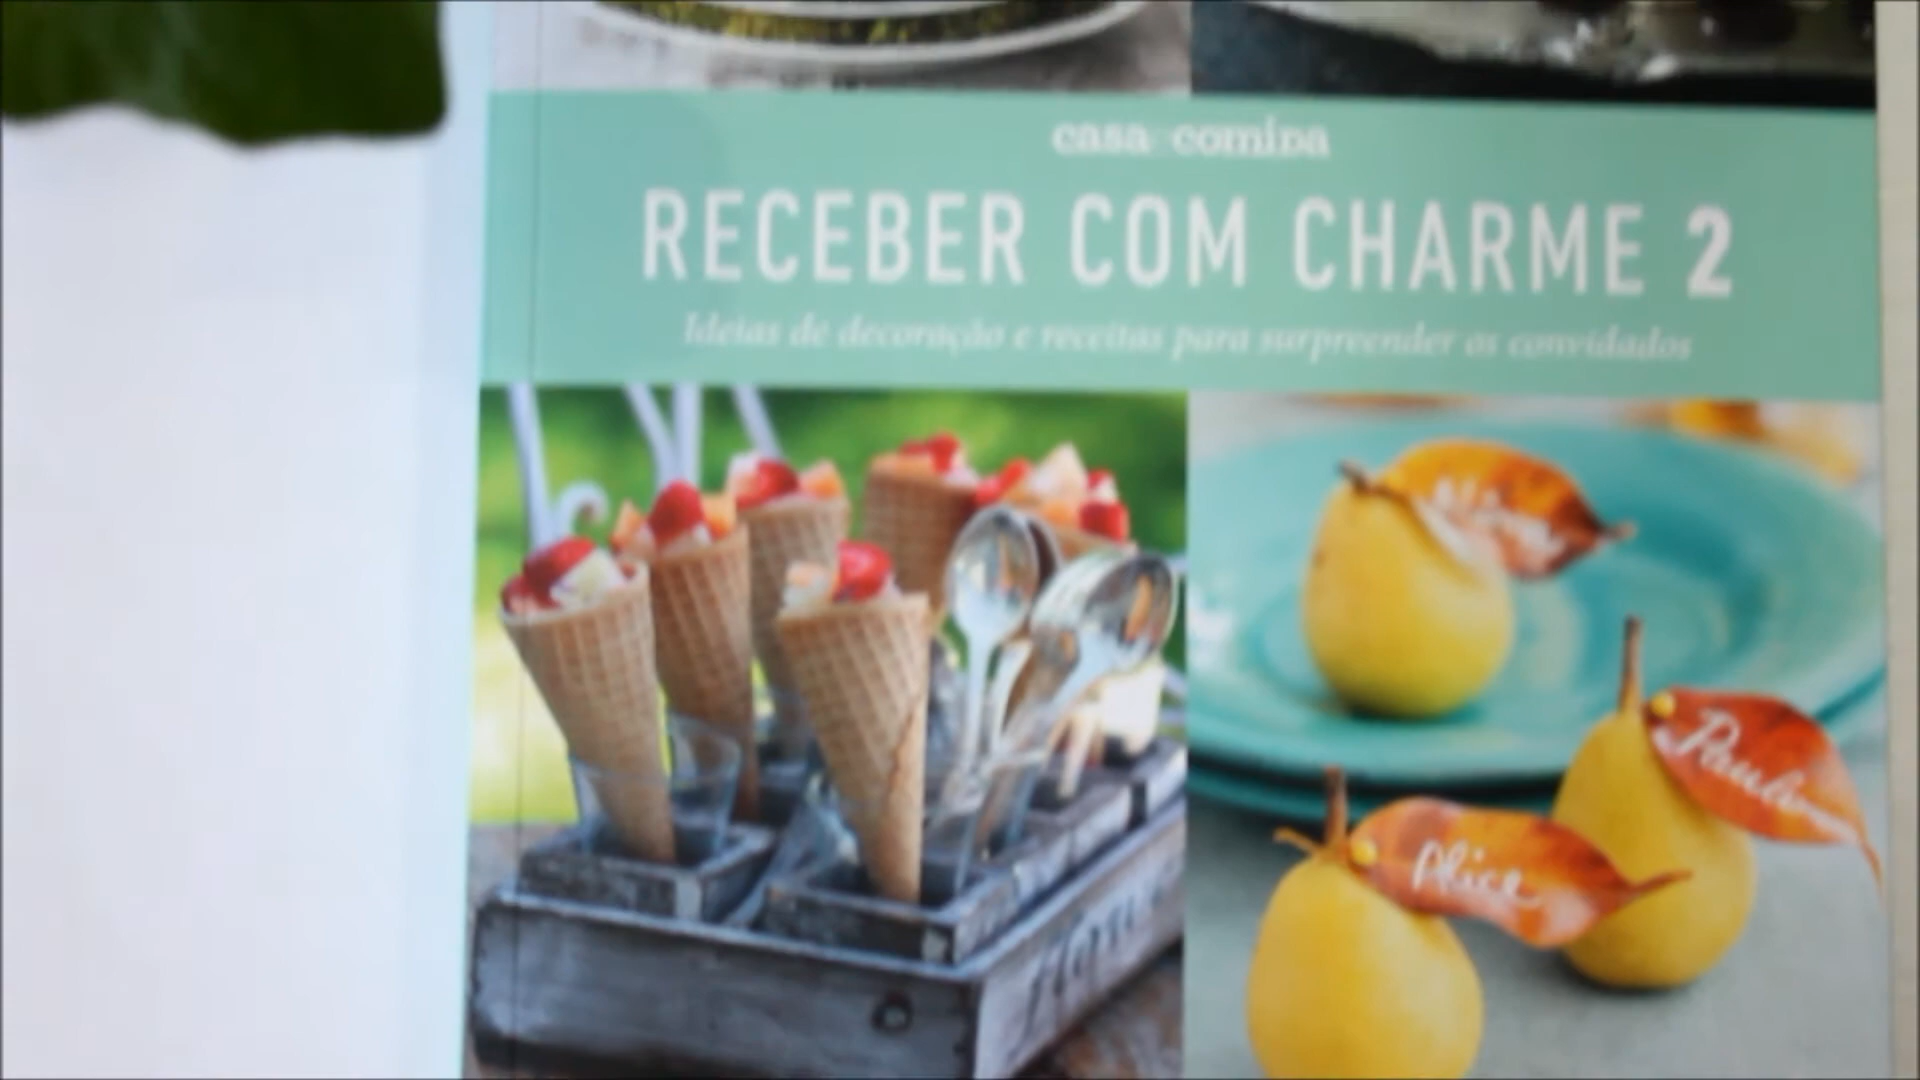 casa e comida
RECEBER COM CHARME 2
Ideias de decoração e receitas para surpreender os convidados
Alice